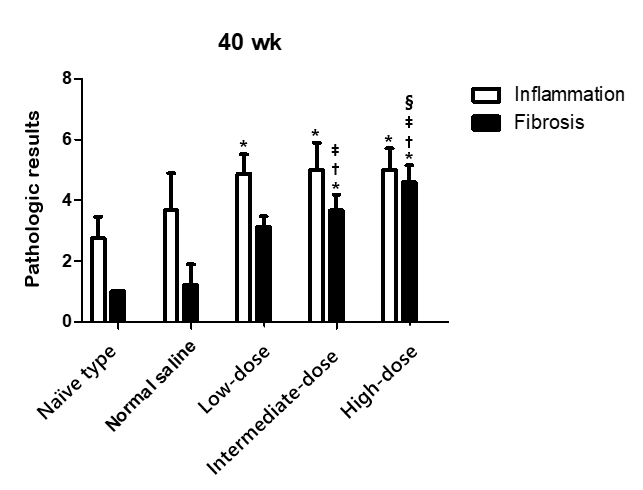 40 wk
Pathologic results
8
6
4
2
0
*
*
‡
†
*
*
§
‡
†
*
Inflammation
Fibrosis
Naïve type
Normal saline
Low-dose
Intermediate-dose
High-dose